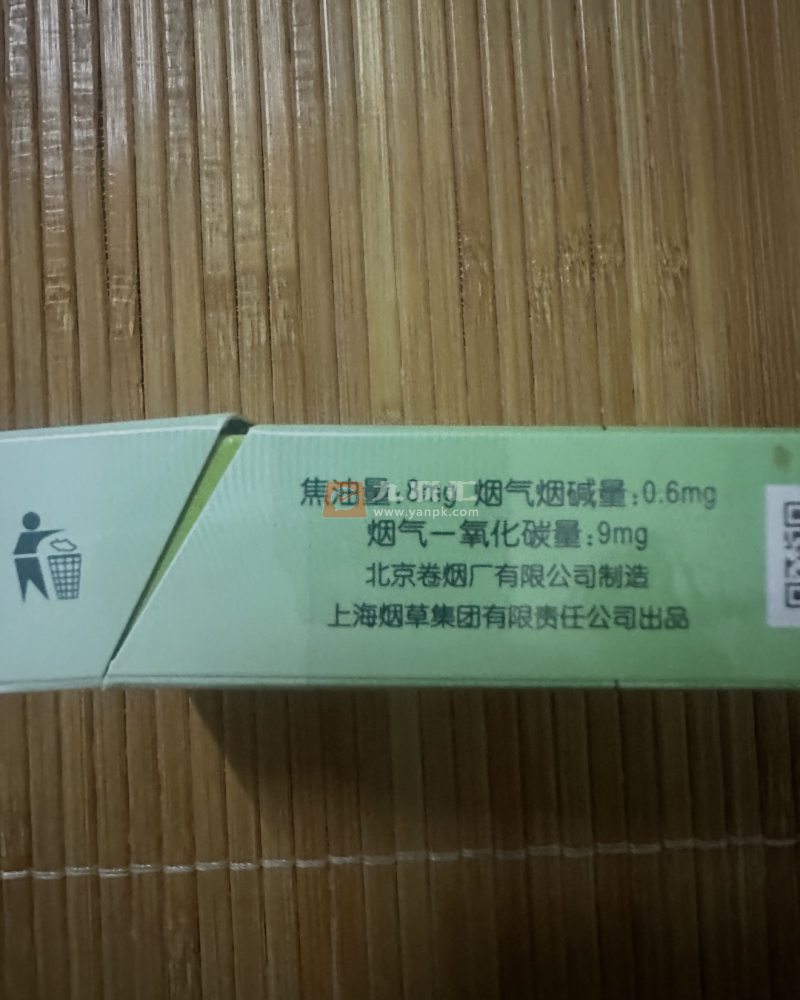 焦油量:8mg 烟气烟碱量:0.6mg
www.yanpk.com
烟气一氧化碳量:9mg
北京卷烟厂有限公司制造
上海烟草集团有限责任公司出品